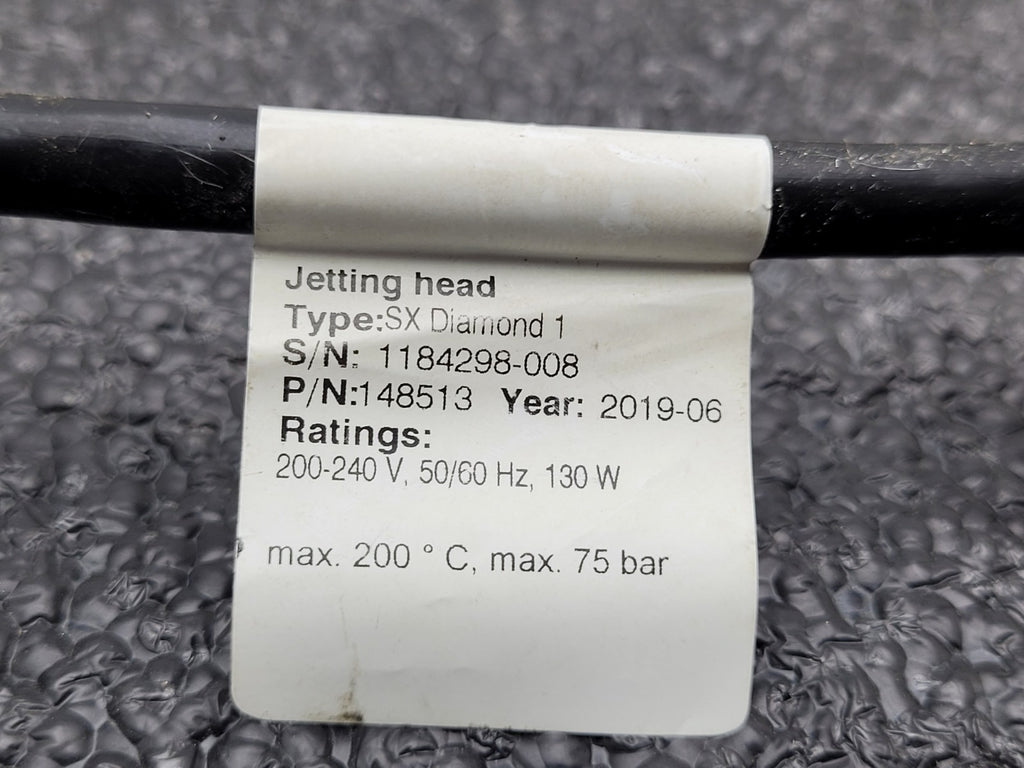 Jetting head
Type:SX Diamond 1
S/N: 1184298-008
P/N:148513 Year: 2019-06
Ratings:
200-240 V, 50/60 Hz, 130 W
max. 200 ° C, max. 75 bar